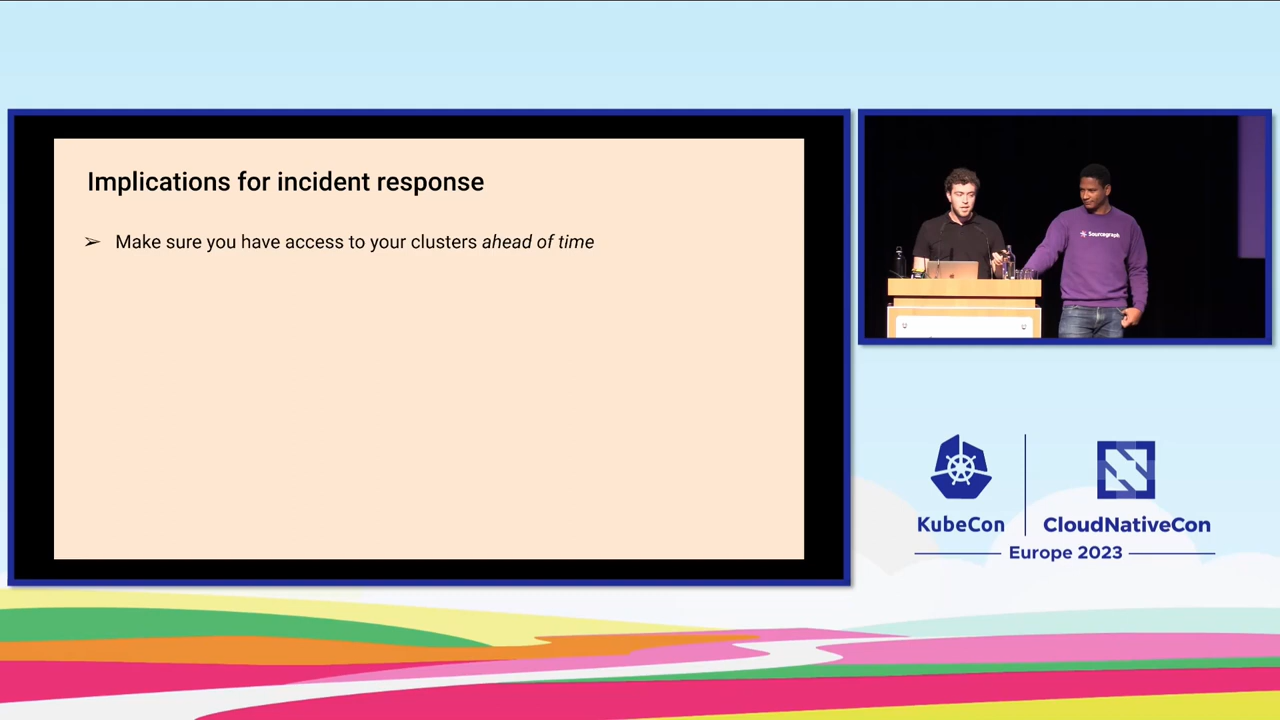 Implications for incident response
➢ Make sure you have access to your clusters ahead of time
Sourcegraph
KubeCon
CloudNativeCon
Europe 2023